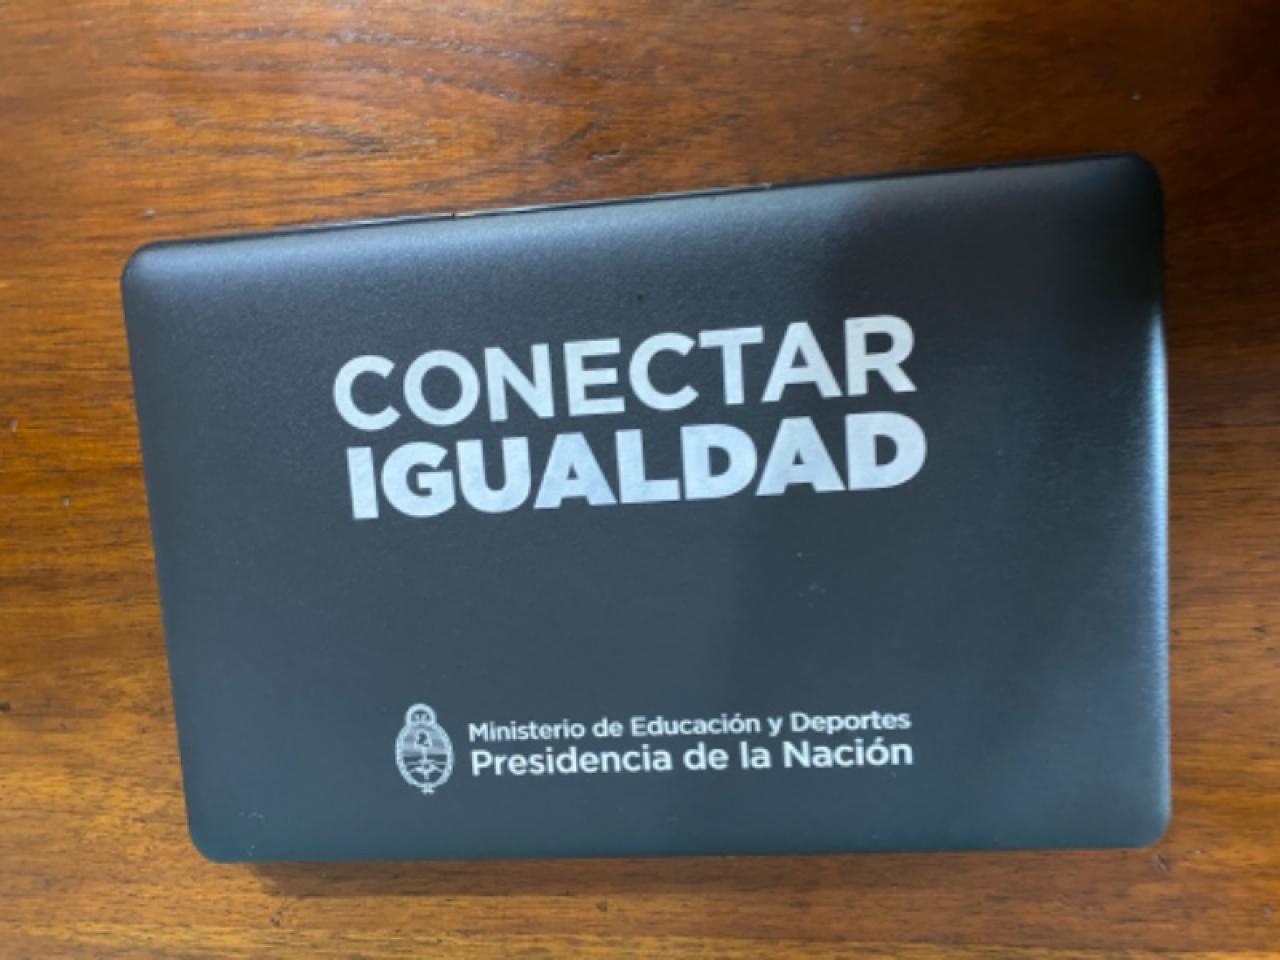 CONECTAR
IGUALDAD
Ministerio de Educación y Deportes
Presidencia de la Nación